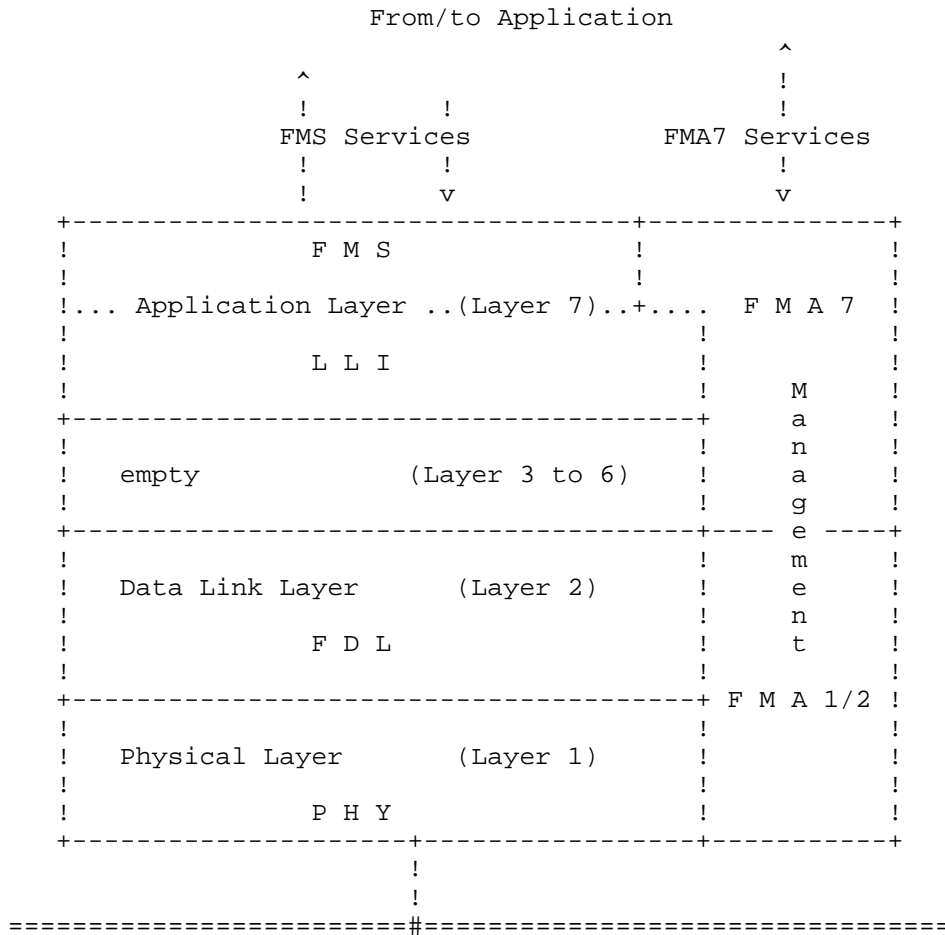 From/to Application
FMS Services FMA7 Services
F M S
... Application Layer ..(Layer 7)..+.... F M A 7
L L I
M
a
n
empty (Layer 3 to 6) a
g
e
m
Data Link Layer (Layer 2) e
n
F D L t
F M A 1/2
Physical Layer (Layer 1)
P H Y